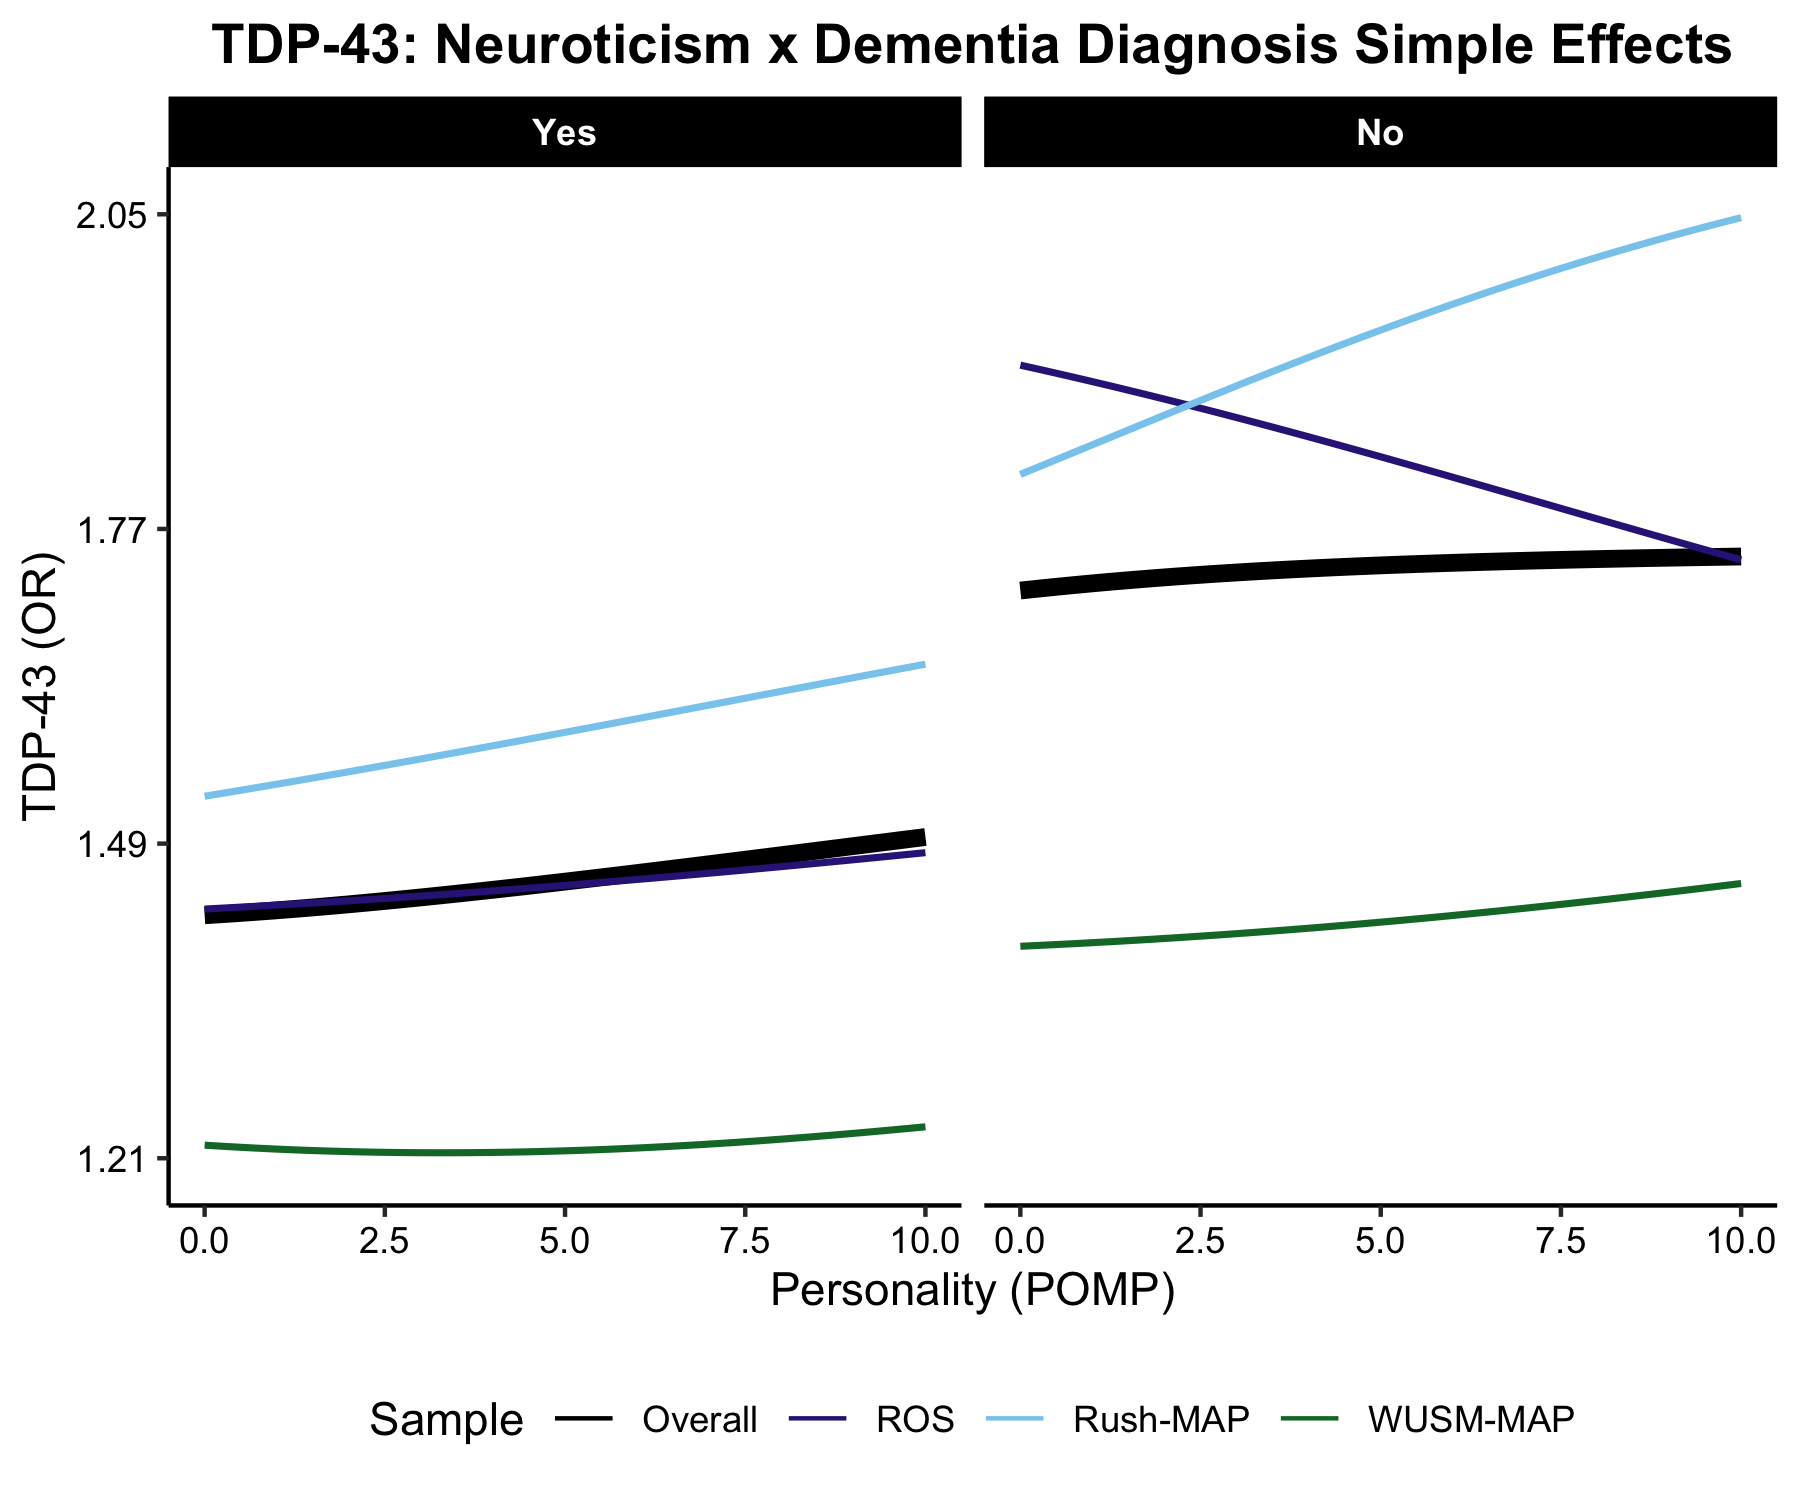 TDP-43: Neuroticism x Dementia Diagnosis Simple Effects
Yes
No
TDP-43 (OR)
2.05
1.77
1.49
1.21
0.0 2.5 5.0 7.5 10.0
0.0 2.5 5.0 7.5 10.0
Personality (POMP)
Sample Overall ROS Rush-MAP WUSM-MAP